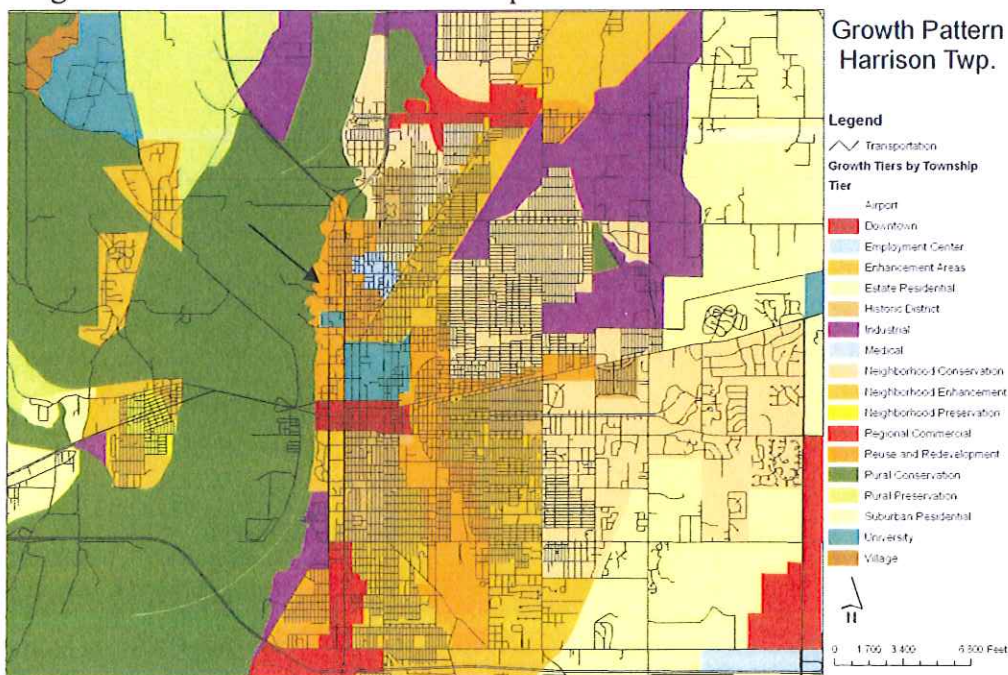 Growth Pattern
Harrison Twp.
Legend
Transportation
Growth Tiers by Township
Tier
Airport
Downtown
Employment Center
Enhancement Areas
Estate Residential
Historic District
Industrial
Medical
Neighborhood Conservation
Neighborhood Enhancement
Neighborhood Preservation
Regional Commercial
Peuse and Redevelopment
Rural Conservation
Rural Preservation
Suburban Residential
University
Village
N
0 1,700 3,400 6,800 Feet